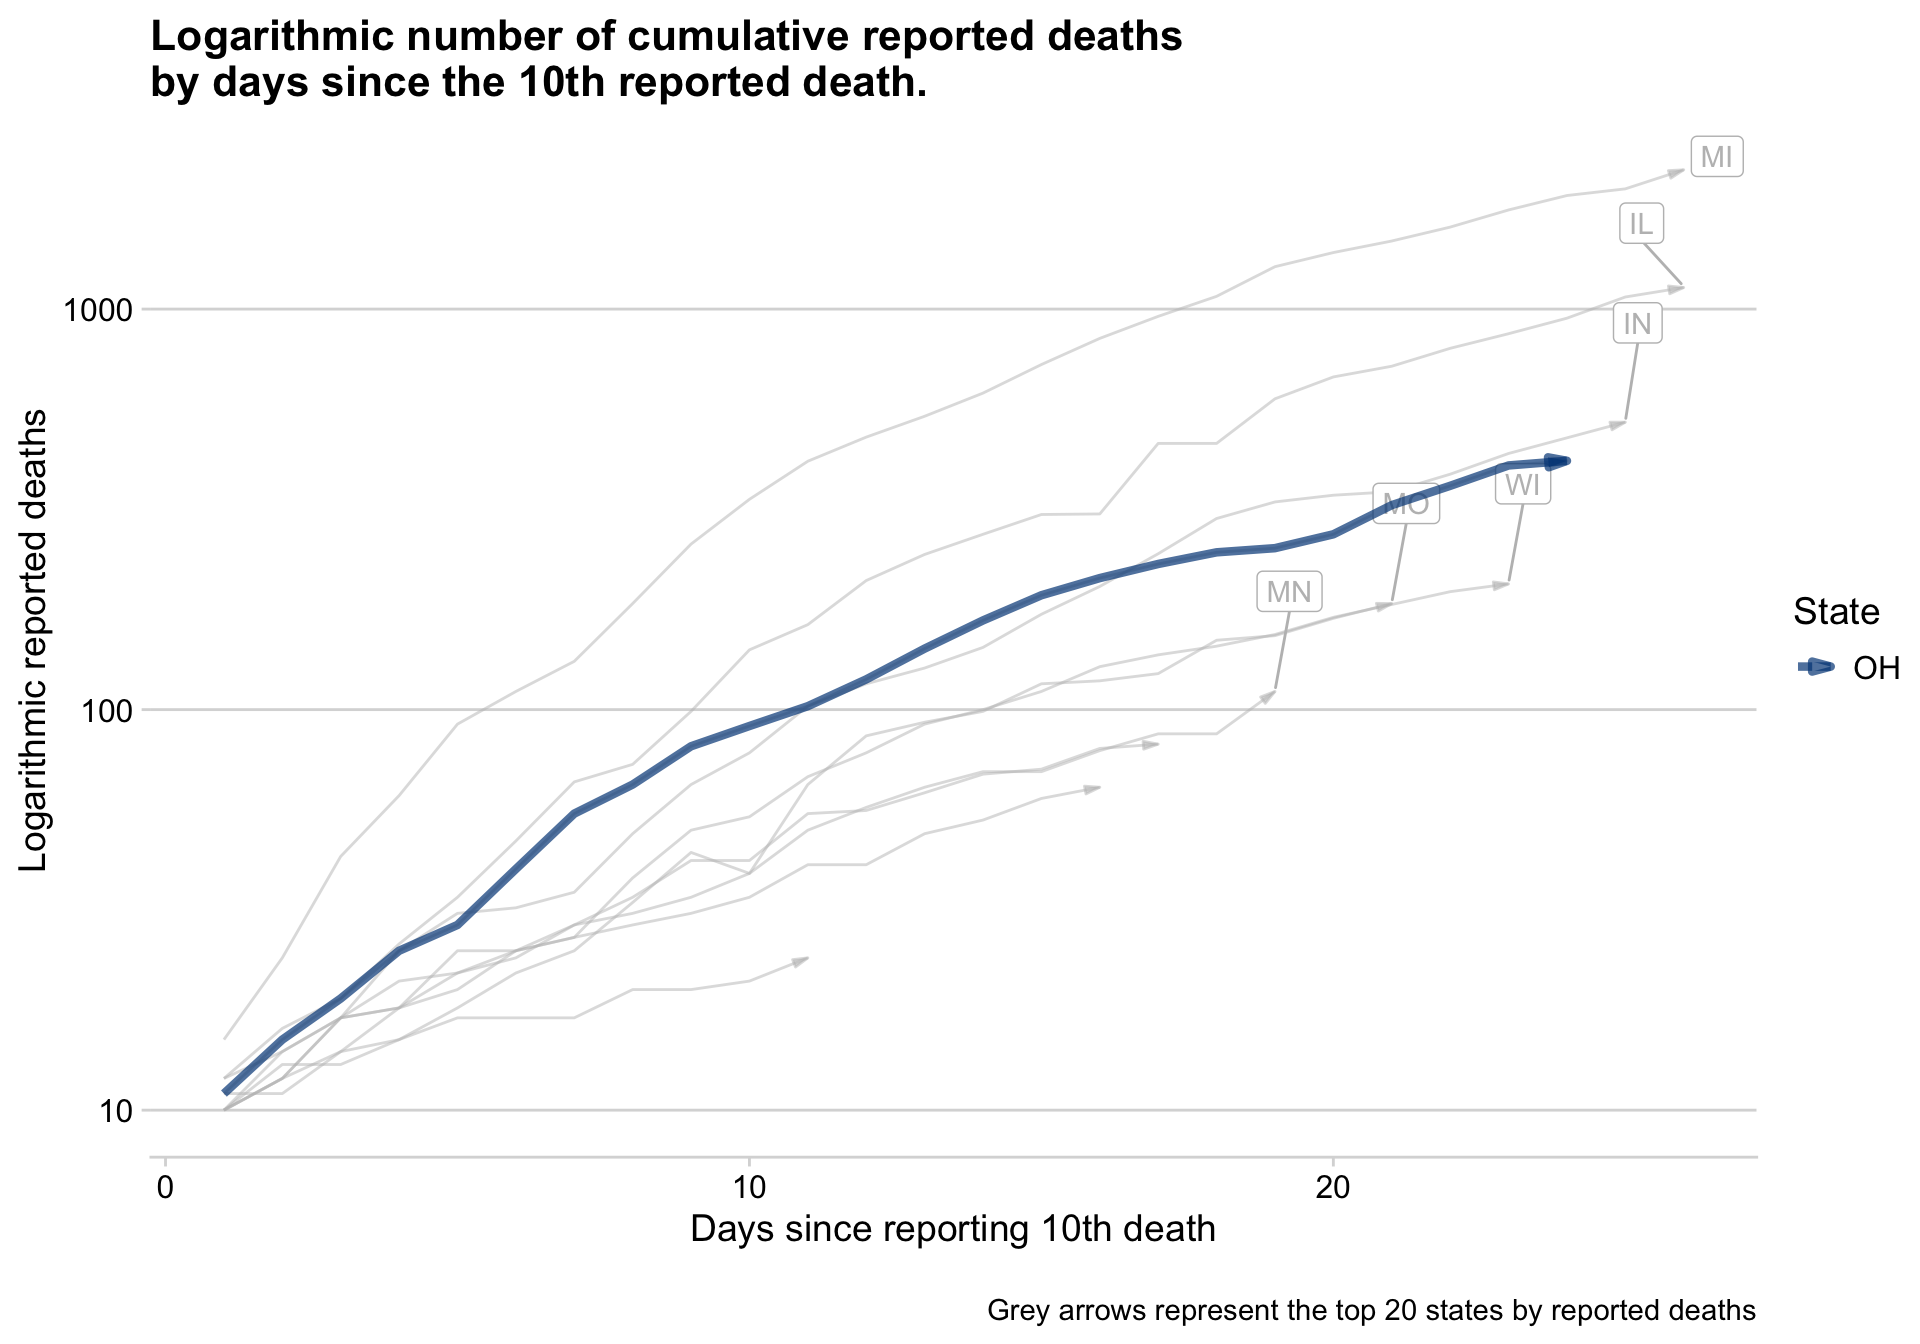 Logarithmic number of cumulative reported deaths
by days since the 10th reported death.
MI
IL
1000
IN
WI
MO
MN
100
10
Logarithmic reported deaths
State
OH
0
10
20
Days since reporting 10th death
Grey arrows represent the top 20 states by reported deaths